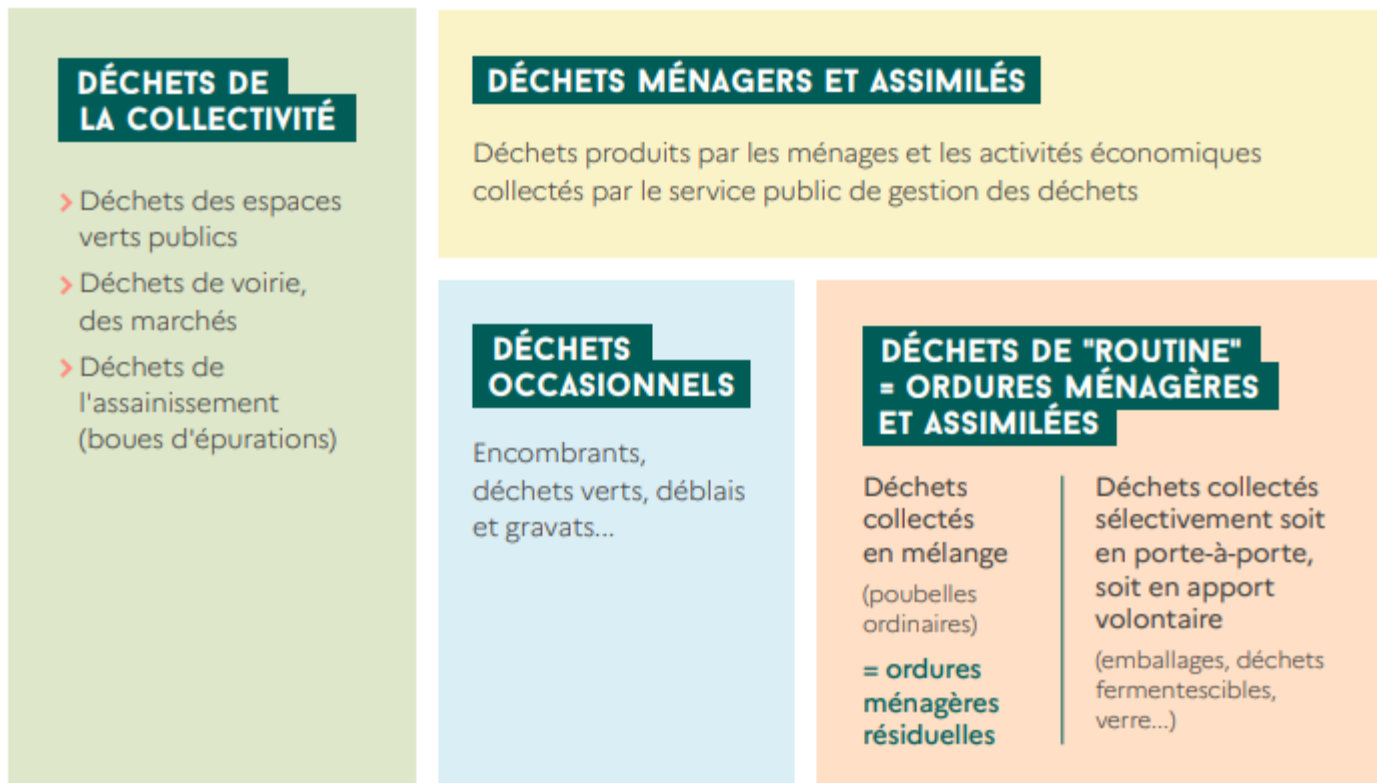 DÉCHETS DE
LA COLLECTIVITÉ
> Déchets des espaces
verts publics
> Déchets de voirie,
des marchés
> Déchets de
l'assainissement
(boues d'épurations)
DÉCHETS MÉNAGERS ET ASSIMILÉS
Déchets produits par les ménages et les activités économiques
collectés par le service public de gestion des déchets
DÉCHETS
OCCASIONNELS
Encombrants,
déchets verts, déblais
et gravats...
DÉCHETS DE "ROUTINE"
= ORDURES MÉNAGÈRES
ET ASSIMILÉES
Déchets
collectés
en mélange
(poubelles
ordinaires)
= ordures
ménagères
résiduelles
Déchets collectés
sélectivement soit
en porte-à-porte,
soit en apport
volontaire
(emballages, déchets
fermentescibles,
verre...)